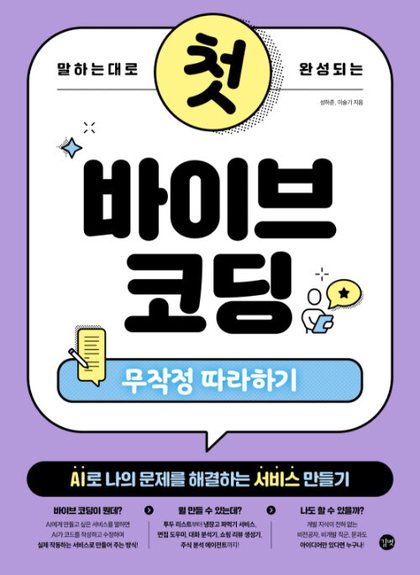 말하는대로
첫
완성되는
성하준, 이슬기 지음
바이브
코딩
무작정 따라하기
AI로 나의 문제를 해결하는 서비스 만들기
바이브 코딩이 뭔데?
AI에게 만들고 싶은 서비스를 말하면
AI가 코드를 작성하고 수정하며
실제 작동하는 서비스로 만들어 주는 방식!
뭘 만들 수 있는데?
투두 리스트부터 냉장고 파먹기 서비스,
면접 도우미, 대화 분석기, 쇼핑 리뷰 생성기,
주식 분석 에이전트까지!
나도 할 수 있을까?
개발 지식이 전혀 없는
비전공자, 비개발 직군, 문과도
아이디어만 있다면 누구나!
길벗